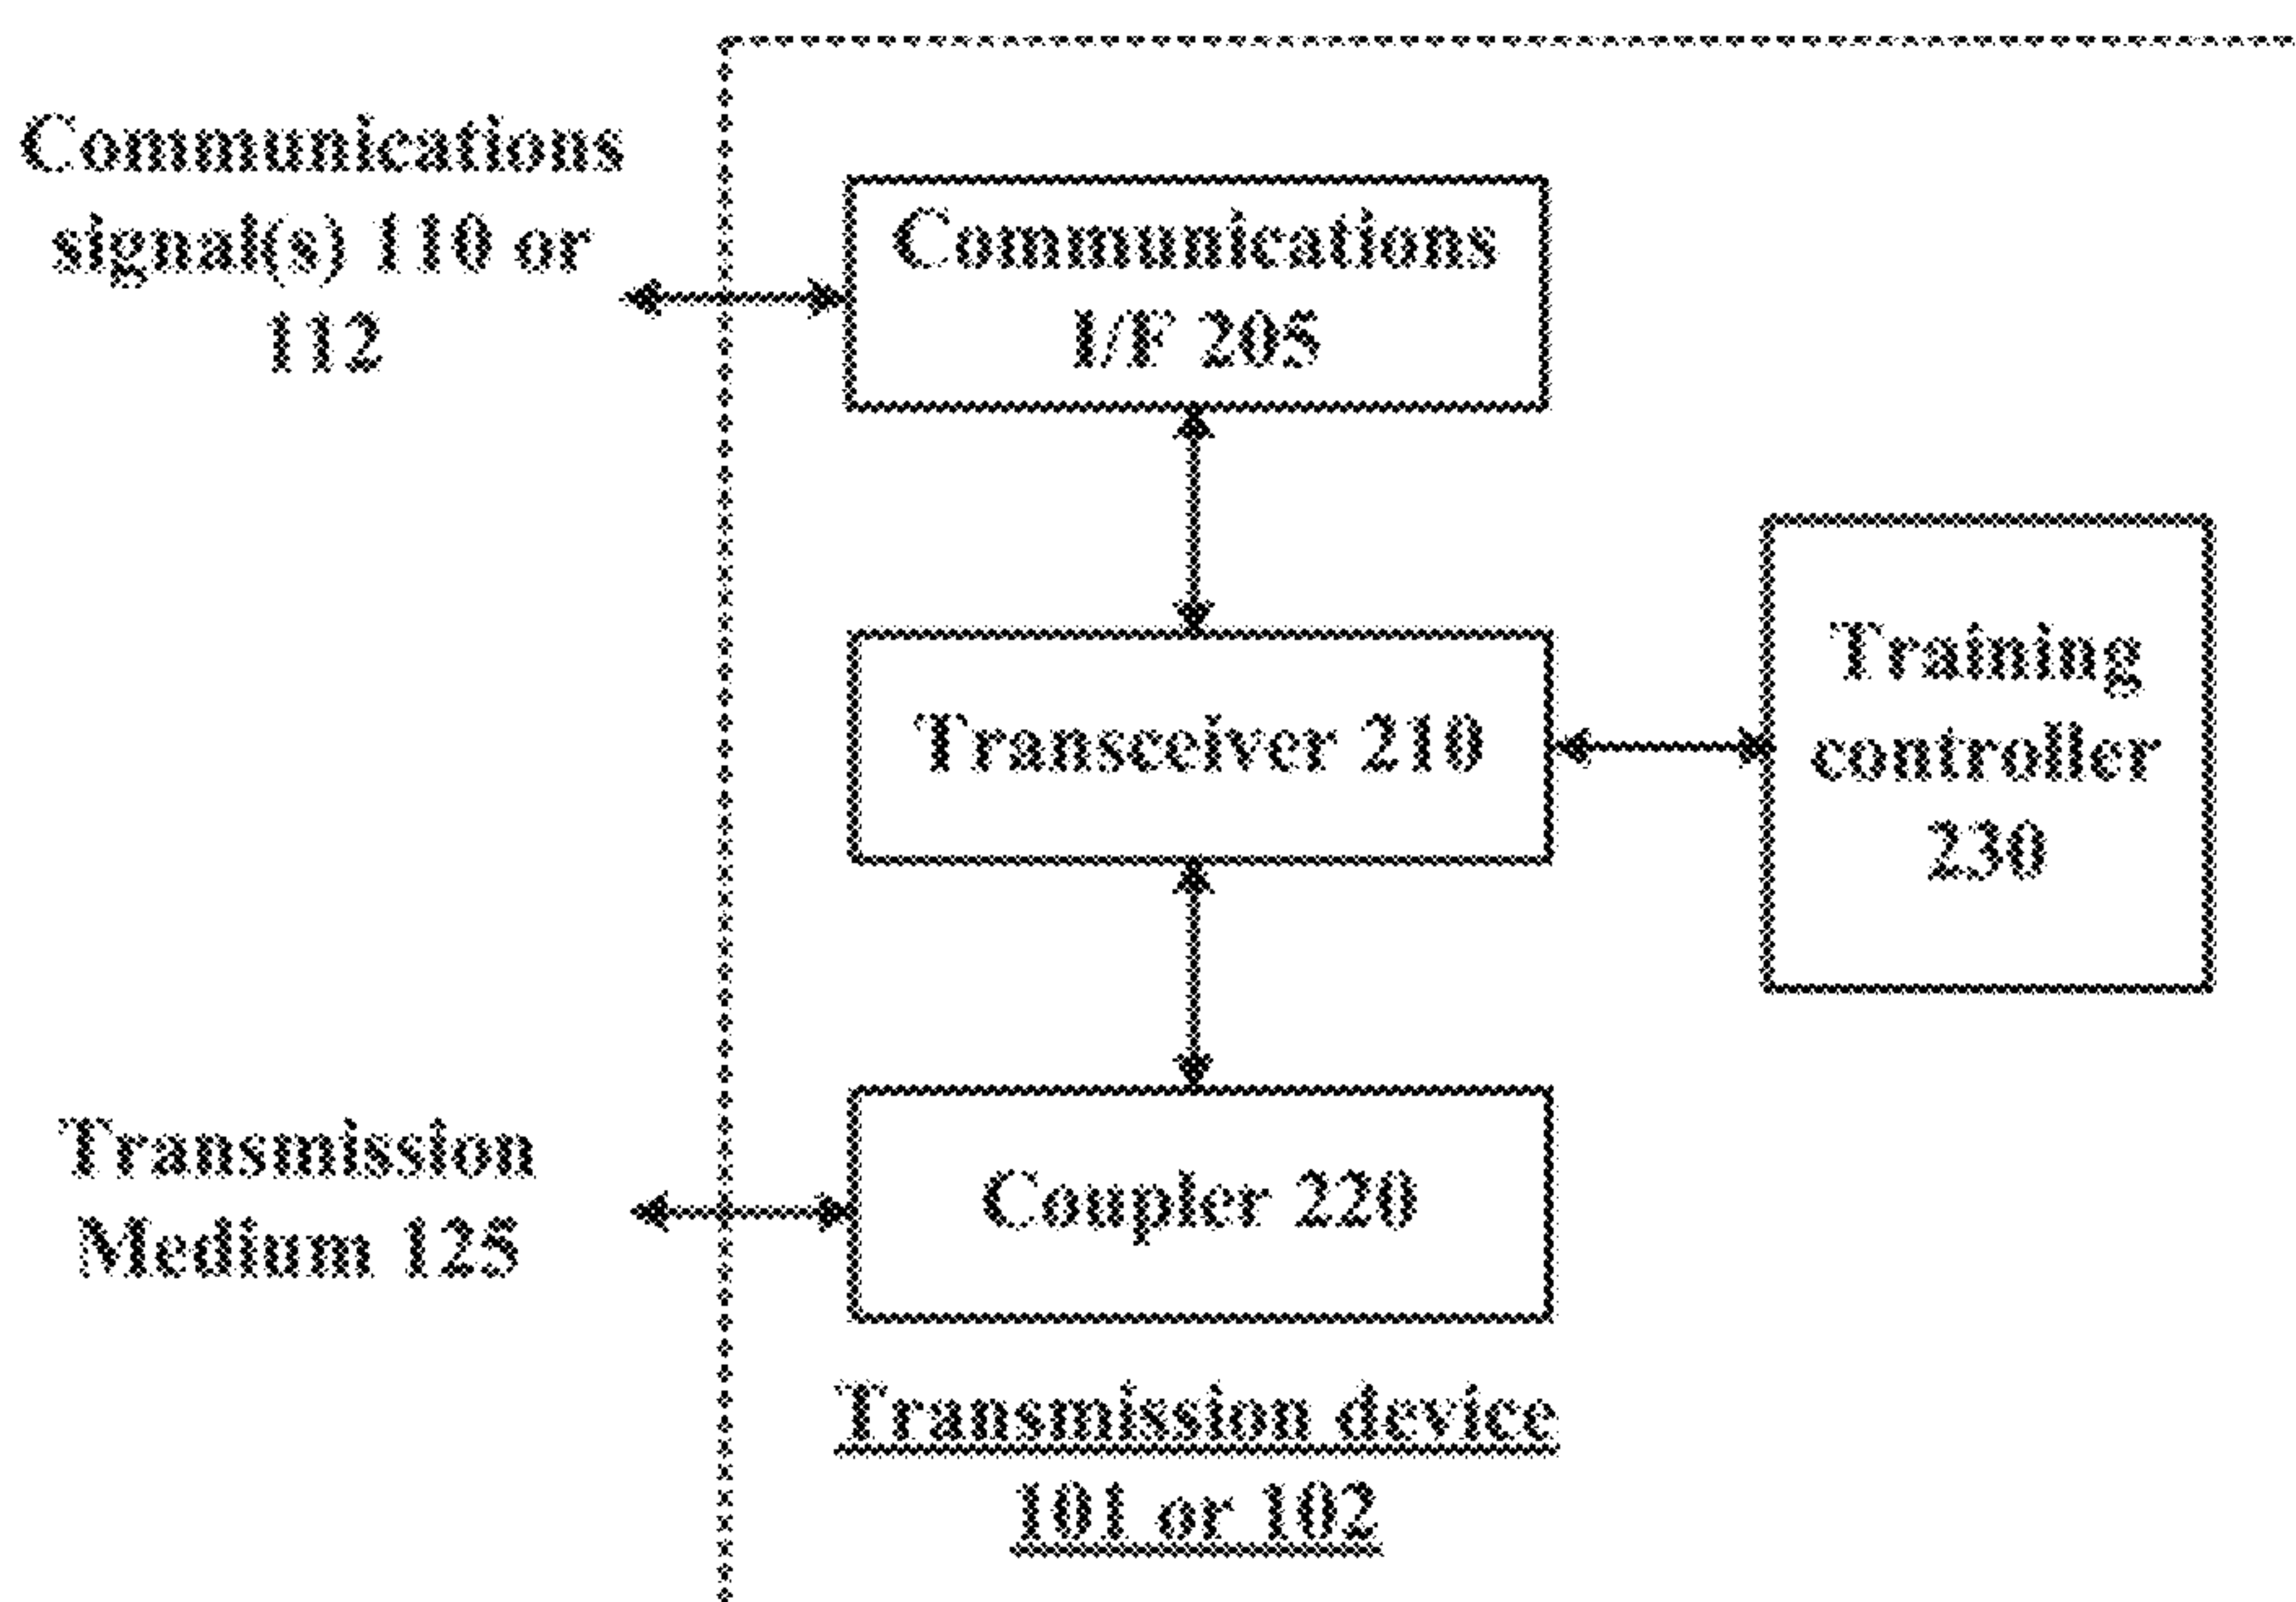 Communications
signal(s) 110 or
112
Communications
I/F 205
Transceiver 210
Training
controller
230
Transmission
Medium 125
Coupler 220
Transmission device
101 or 102